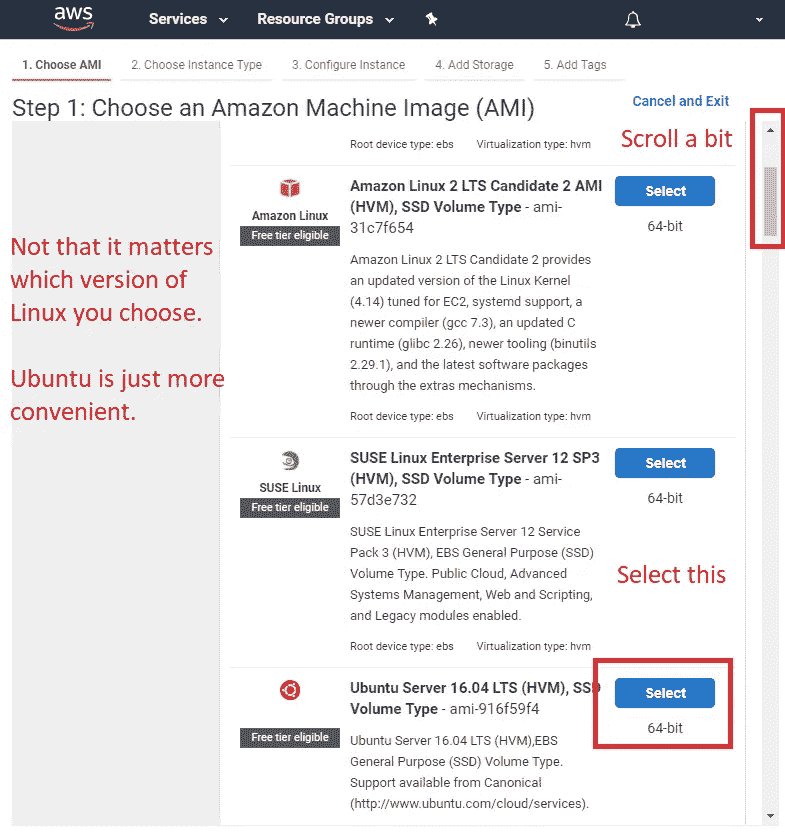 aws
Services
Resource Groups
1. Choose AMI
2. Choose Instance Type
3. Configure Instance
4. Add Storage
5. Add Tags
Step 1: Choose an Amazon Machine Image (AMI)
Cancel and Exit
Root device type: ebs
Virtualization type: hvm
Scroll a bit
Amazon Linux
Free tier eligible
Amazon Linux 2 LTS Candidate 2 AMI
(HVM), SSD Volume Type - ami-
31c7f654
Select
64-bit
Amazon Linux 2 LTS Candidate 2 provides
an updated version of the Linux Kernel
(4.14) tuned for EC2, systemd support, a
newer compiler (gcc 7.3), an updated C
runtime (glibc 2.26), newer tooling (binutils
2.29.1), and the latest software packages
through the extras mechanisms.
Root device type: ebs
Virtualization type: hvm
Not that it matters
which version of
Linux you choose.
Ubuntu is just more
convenient.
SUSE Linux
Free tier eligible
SUSE Linux Enterprise Server 12 SP3
(HVM), SSD Volume Type - ami-
57d3e732
Select
64-bit
SUSE Linux Enterprise Server 12 Service
Pack 3 (HVM), EBS General Purpose (SSD)
Volume Type. Public Cloud, Advanced
Systems Management, Web and Scripting,
and Legacy modules enabled.
Root device type: ebs
Virtualization type: hvm
Select this
Free tier eligible
Ubuntu Server 16.04 LTS (HVM), SSD
Volume Type - ami-916f59f4
Select
64-bit
Ubuntu Server 16.04 LTS (HVM),EBS
General Purpose (SSD) Volume Type.
Support available from Canonical
(http://www.ubuntu.com/cloud/services).